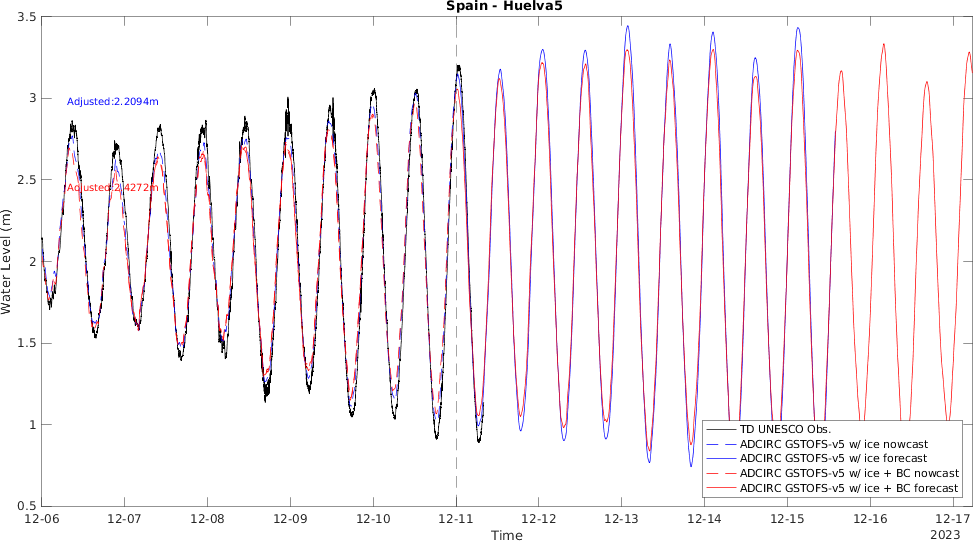 Spain - Huelva5
3.5
3
2.5
2
1.5
1
0.5
Water Level (m)
Adjusted:2.2094m
Adjusted:2.4272m
TD UNESCO Obs.
ADCIRC GSTOFS-v5 w/ ice nowcast
ADCIRC GSTOFS-v5 w/ ice forecast
ADCIRC GSTOFS-v5 w/ ice + BC nowcast
ADCIRC GSTOFS-v5 w/ ice + BC forecast
12-06 12-07 12-08 12-09 12-10 12-11 12-12 12-13 12-14 12-15 12-16 12-17
Time
2023